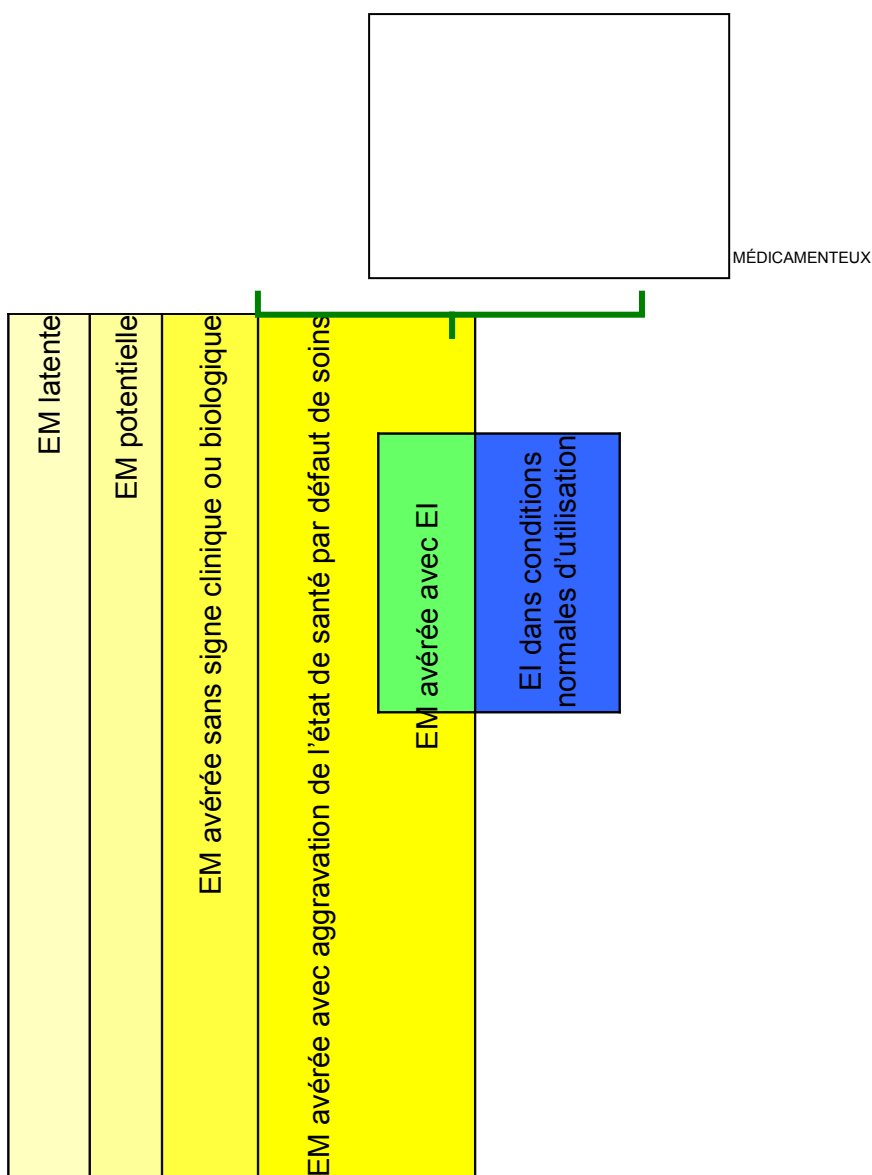 MÉDICAMENTEUX
EM latente
EM potentielle
EM avérée sans signe clinique ou biologique
EM avérée avec aggravation de l'état de santé par défaut de soins
EM avérée avec EI
EI dans conditions
normales d'utilisation